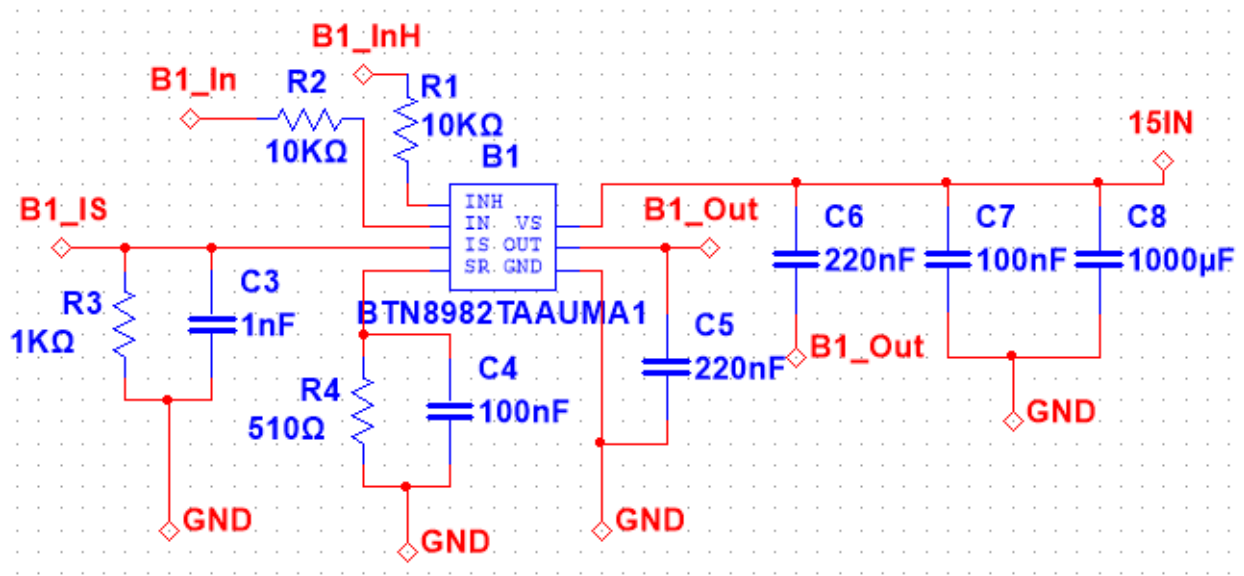 B1_InH
B1_In
R2
10KΩ
R1
10KΩ
B1
15IN
B1_IS
INH
IN VS
IS OUT
SR GND
BTN8982TAAUMA1
B1_Out
R3
1KΩ
C3
1nF
R4
510Ω
C4
100nF
C5
220nF
C6
220nF
C7
100nF
C8
1000µF
B1_Out
GND
GND
GND
GND